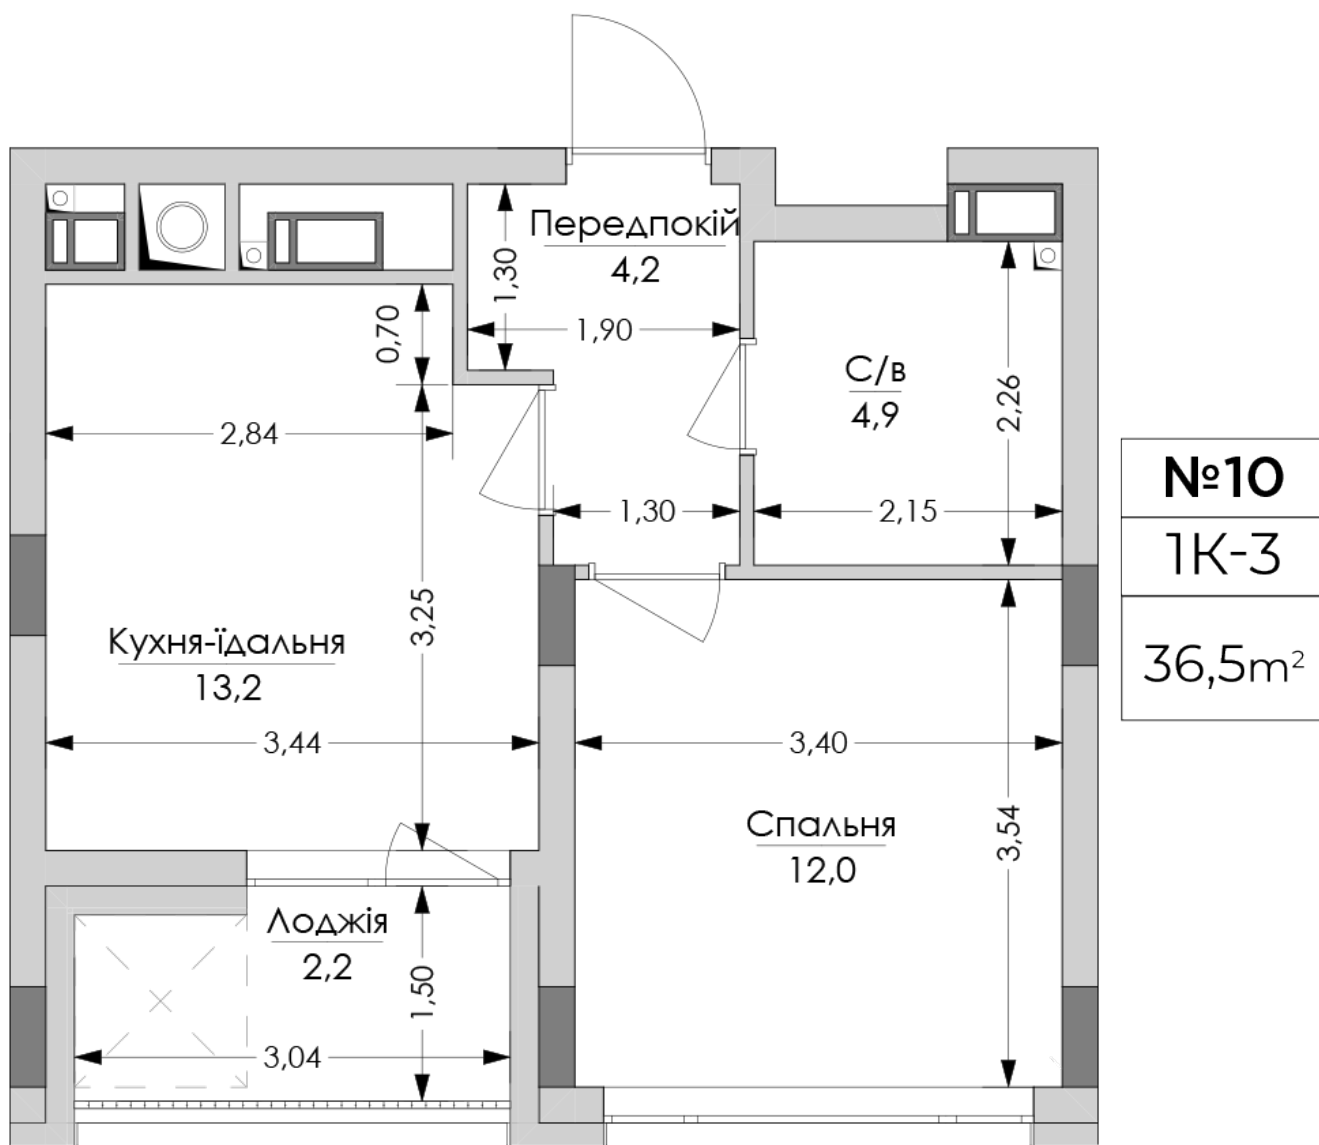 Передпокій
4,2
1,30
1,90
0,70
2,84
С/в
4,9
2,26
1,30
2,15
3,25
Кухня-їдальня
13,2
3,44
3,40
Спальня
12,0
3,54
Лоджія
2,2
1,50
3,04
№10
1К-3
36,5m²